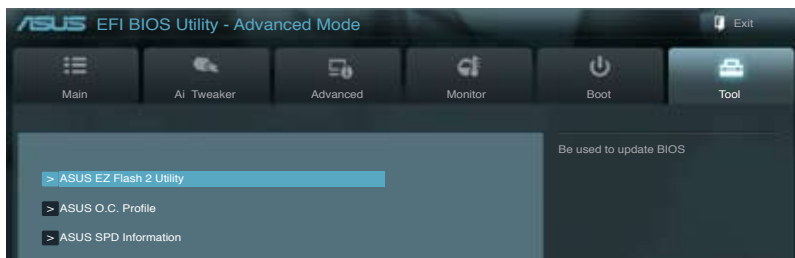 ASUS EFI BIOS Utility - Advanced Mode Exit
Main Ai Tweaker Advanced Monitor Boot Tool
Be used to update BIOS
> ASUS EZ Flash 2 Utility
> ASUS O.C. Profile
> ASUS SPD Information